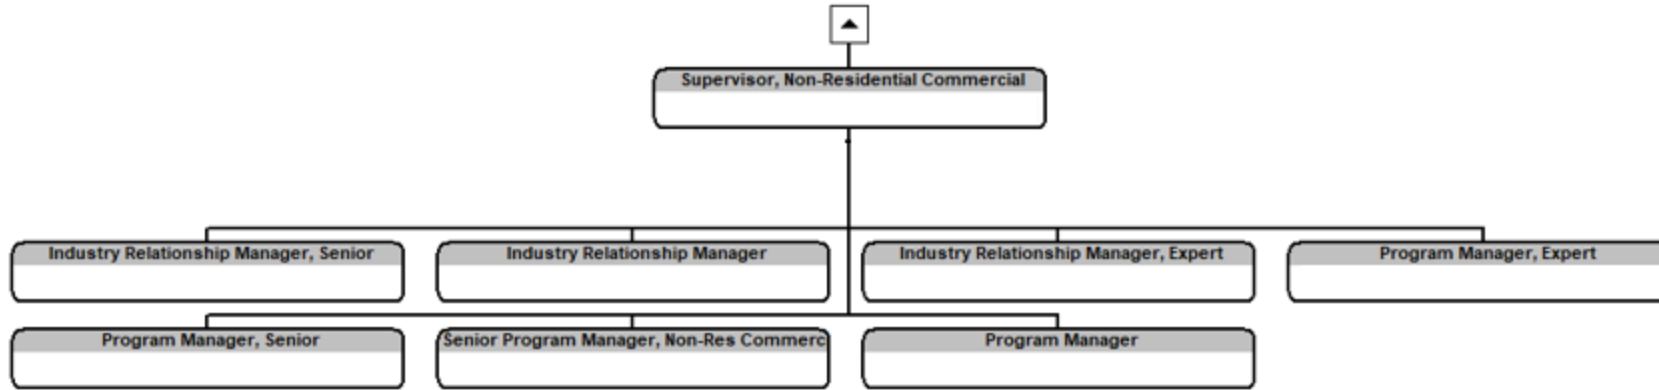 Supervisor, Non-Residential Commercial
Industry Relationship Manager, Senior
Industry Relationship Manager
Industry Relationship Manager, Expert
Program Manager, Expert
Program Manager, Senior
Senior Program Manager, Non-Res Commerc
Program Manager